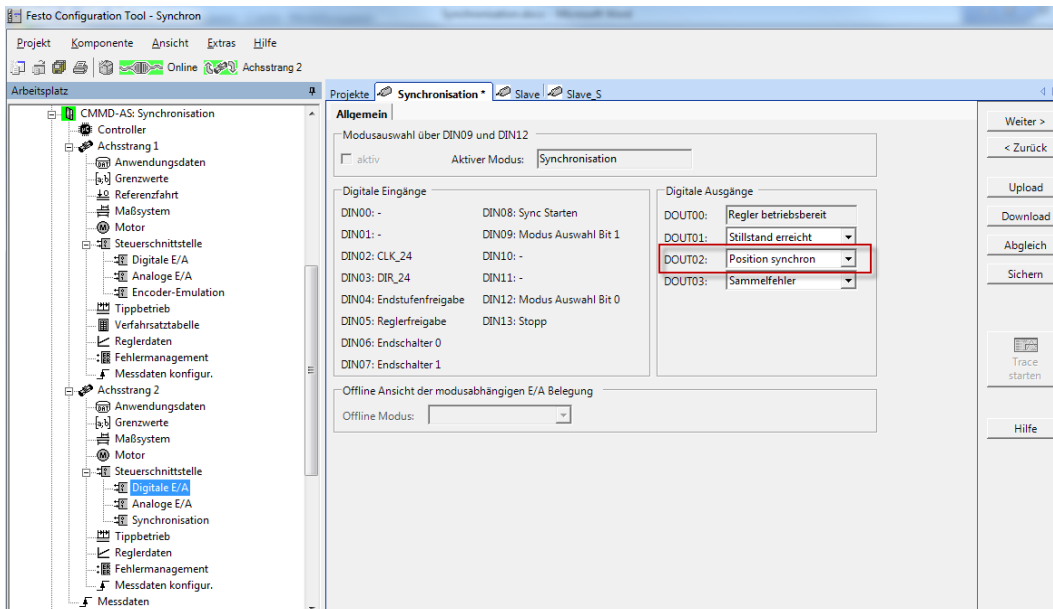 Festo Configuration Tool - Synchron
Projekt Komponente Ansicht Extras Hilfe
Online Achsstrang 2
Arbeitsplatz
CMMD-AS: Synchronisation
Controller
Achsstrang 1
Anwendungsdaten
Grenzwerte
Referenzfahrt
Maßsystem
Motor
Steuerschnittstelle
Digitale E/A
Analoge E/A
Encoder-Emulation
Tippbetrieb
Verfahrsatztabelle
Reglerdaten
Fehlermanagement
Messdaten konfigur.
Achsstrang 2
Anwendungsdaten
Grenzwerte
Maßsystem
Motor
Steuerschnittstelle
Digitale E/A
Analoge E/A
Synchronisation
Tippbetrieb
Reglerdaten
Fehlermanagement
Messdaten konfigur.
Messdaten
Projekte Synchronisation * Slave Slave_S
Allgemein
Modusauswahl über DIN09 und DIN12
aktiv Aktiver Modus: Synchronisation
Digitale Eingänge
DIN00: - DIN08: Sync Starten
DIN01: - DIN09: Modus Auswahl Bit 1
DIN02: CLK_24 DIN10: -
DIN03: DIR_24 DIN11: -
DIN04: Endstufenfreigabe DIN12: Modus Auswahl Bit 0
DIN05: Reglerfreigabe DIN13: Stopp
DIN06: Endschalter 0
DIN07: Endschalter 1
Digitale Ausgänge
DOUT00: Regler betriebsbereit
DOUT01: Stillstand erreicht
DOUT02: Position synchron
DOUT03: Sammelfehler
Offline Ansicht der modusabhängigen E/A Belegung
Offline Modus:
Weiter >
< Zurück
Upload
Download
Abgleich
Sichern
Trace
starten
Hilfe